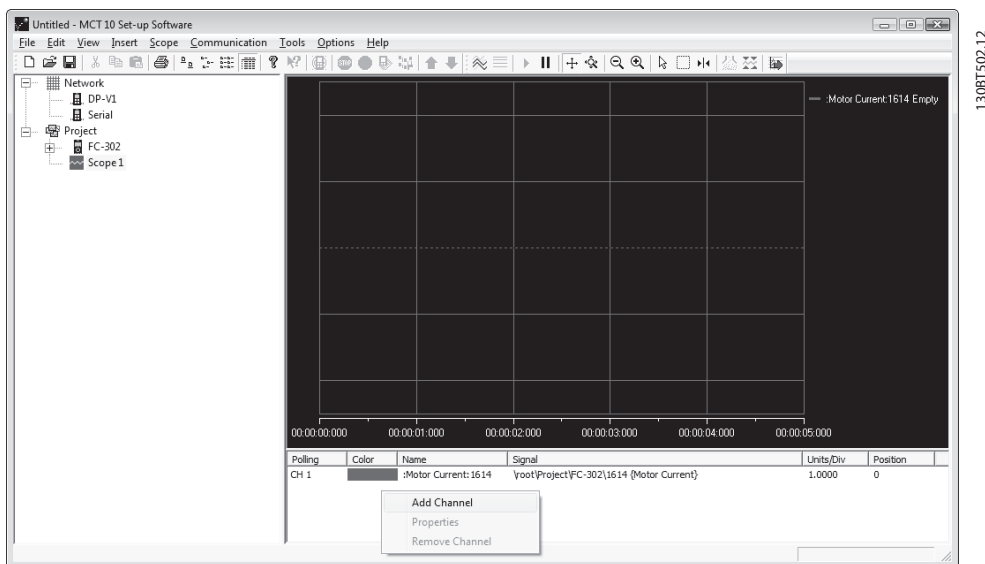 Untitled - MCT 10 Set-up Software
File Edit View Insert Scope Communication Tools Options Help
Network
DP-V1
Serial
Project
FC-302
Scope1
:Motor Current:1614 Empty
00:00:00:000 00:00:01:000 00:00:02:000 00:00:03:000 00:00:04:000 00:00:05:000
Polling Color Name Signal Units/Div Position
CH 1 :Motor Current:1614 \root\Project\FC-302\1614 {Motor Current} 1.0000 0
Add Channel
Properties
Remove Channel
130BT502.12